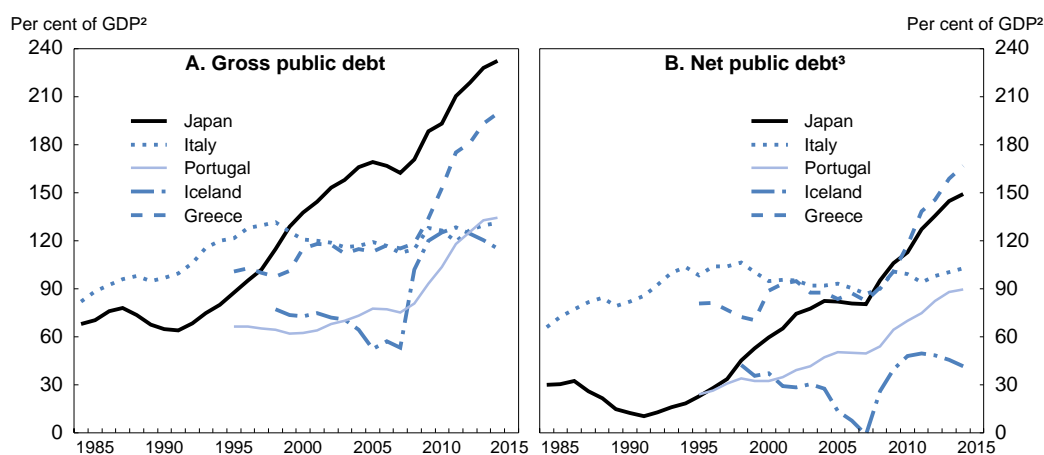 Per cent of GDP² Per cent of GDP²
240 A. Gross public debt B. Net public debt³ 240
210 210
180 180
150 150
120 120
90 90
60 60
30 30
0 0
Japan Japan
Italy Italy
Portugal Portugal
Iceland Iceland
Greece Greece
1985 1990 1995 2000 2005 2010 2015 1985 1990 1995 2000 2005 2010 2015